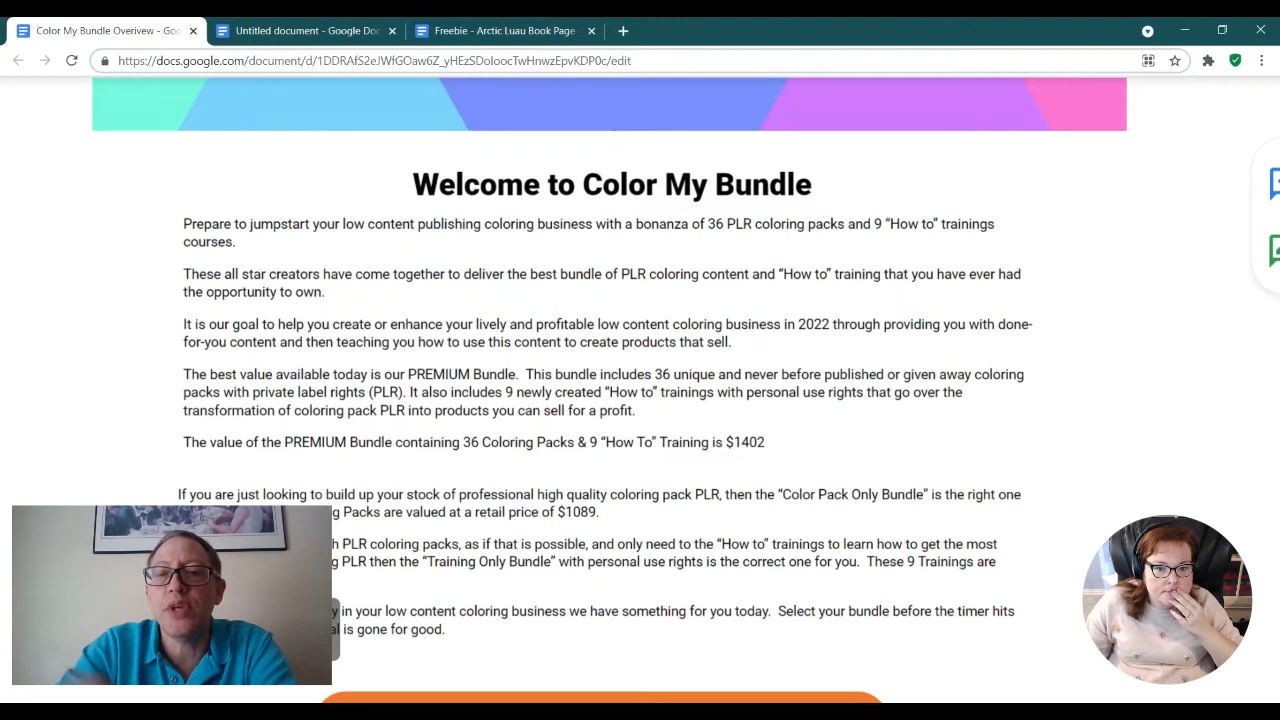 Color My Bundle Overivew - Goo
Untitled document - Google Doc
Freebie - Arctic Luau Book Page -
https://docs.google.com/document/d/1DDRAfS2eJWfGOaw6Z_yHEzSDoIoocTwHnwzEpvKDP0c/edit
Welcome to Color My Bundle
Prepare to jumpstart your low content publishing coloring business with a bonanza of 36 PLR coloring packs and 9 “How to” trainings
courses.
These all star creators have come together to deliver the best bundle of PLR coloring content and “How to” training that you have ever had
the opportunity to own.
It is our goal to help you create or enhance your lively and profitable low content coloring business in 2022 through providing you with done-
for-you content and then teaching you how to use this content to create products that sell.
The best value available today is our PREMIUM Bundle. This bundle includes 36 unique and never before published or given away coloring
packs with private label rights (PLR). It also includes 9 newly created “How to” trainings with personal use rights that go over the
transformation of coloring pack PLR into products you can sell for a profit.
The value of the PREMIUM Bundle containing 36 Coloring Packs & 9 “How To” Training is $1402
If you are just looking to build up your stock of professional high quality coloring pack PLR, then the “Color Pack Only Bundle” is the right one
g Packs are valued at a retail price of $1089.
h PLR coloring packs, as if that is possible, and only need to the “How to” trainings to learn how to get the most
g PLR then the “Training Only Bundle” with personal use rights is the correct one for you. These 9 Trainings are
y in your low content coloring business we have something for you today. Select your bundle before the timer hits
al is gone for good.